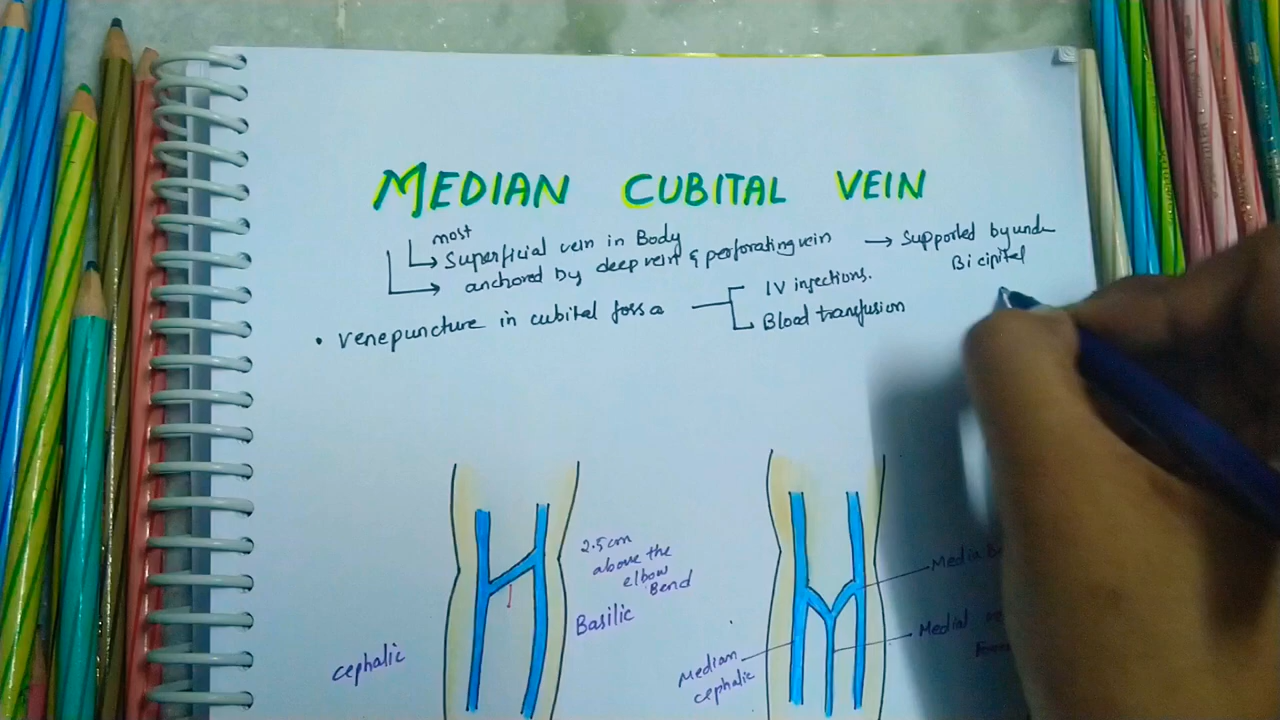 MEDIAN CUBITAL VEIN
most
Superficial vein in Body
anchored by deep vein & perforating vein → Supported by und
Bicipital
• venepuncture in cubital fossa
IV injections.
Blood transfusion
2.5cm
above the
elbow
Bend
Basilic
cephalic
Median
cephalic
Media
Medial